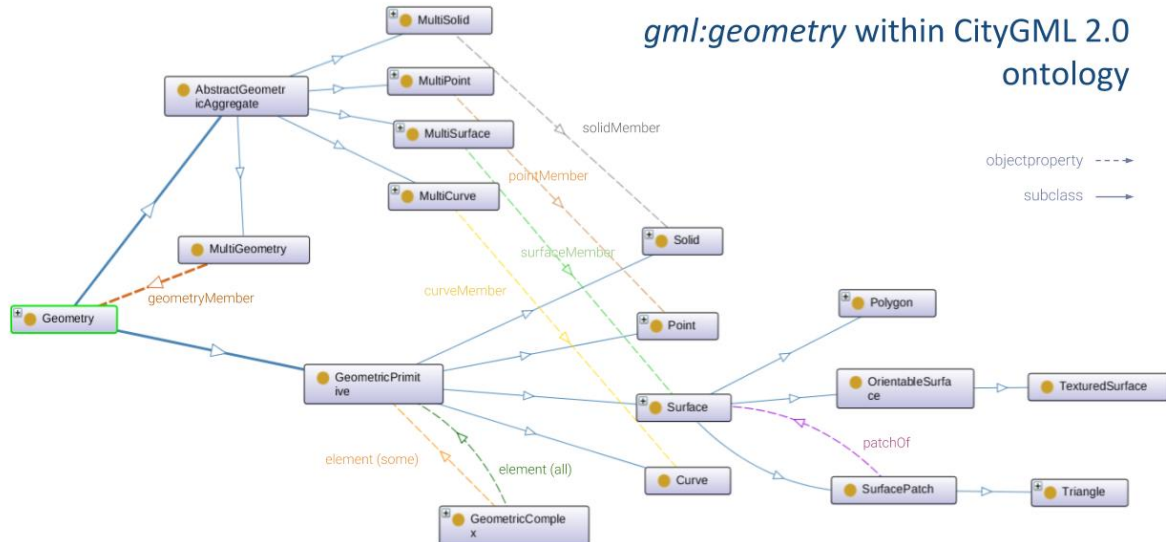 gml:geometry within CityGML 2.0
ontology
MultiSolid
AbstractGeometr
icAggregate
MultiPoint
MultiSurface
MultiCurve
solidMember
pointMember
objectproperty
subclass
MultiGeometry
geometryMember
surfaceMember
curveMember
Solid
Geometry
Point
Polygon
GeometricPrimit
ive
Surface
OrientableSurfa
ce
TexturedSurface
element (some)
element (all)
patchOf
Curve
SurfacePatch
Triangle
GeometricComple
x